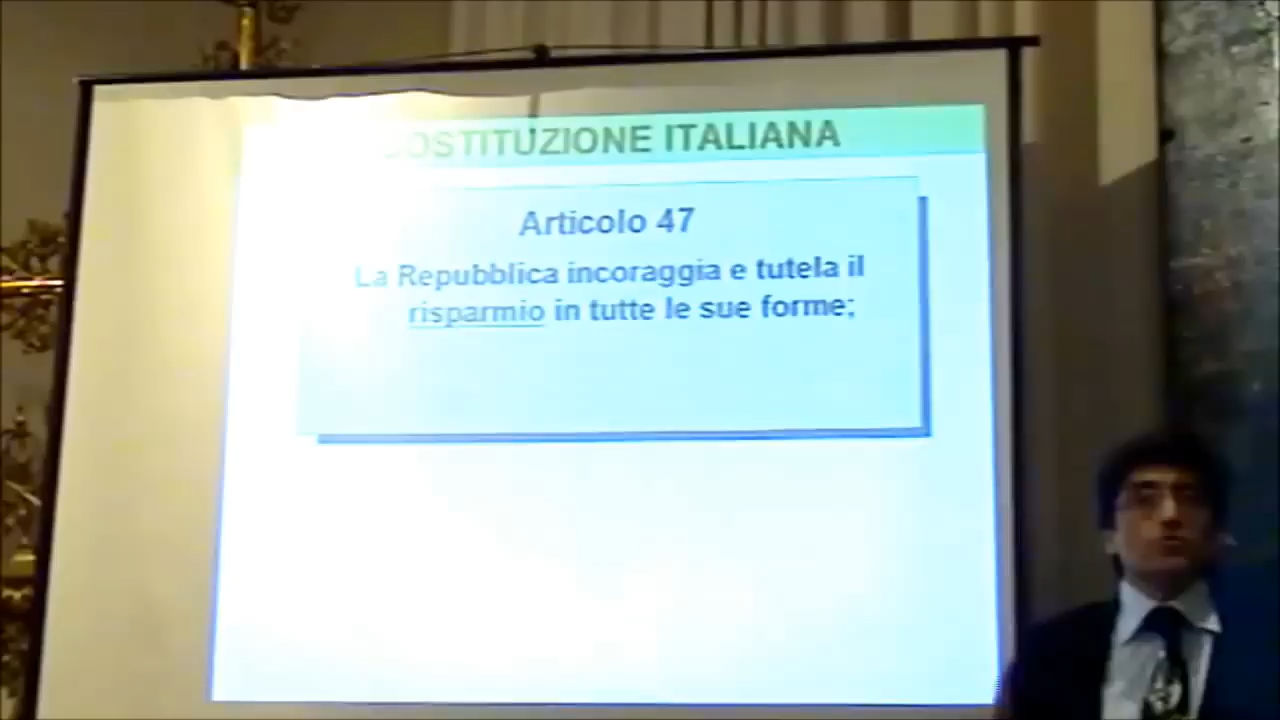 COSTITUZIONE ITALIANA
Articolo 47
La Repubblica incoraggia e tutela il
risparmio in tutte le sue forme;